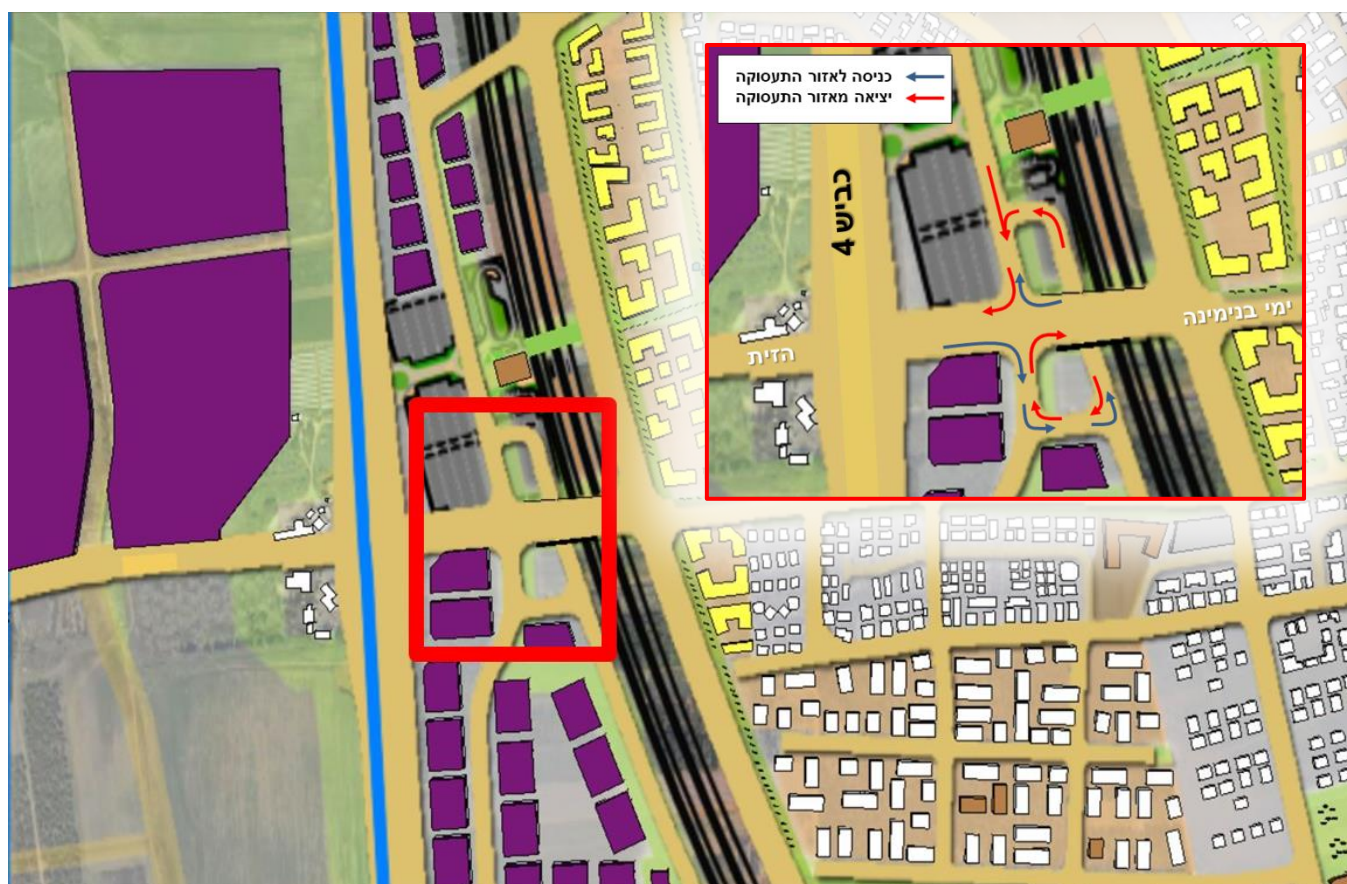 כניסה לאזור התעסוקה
יציאה מאזור התעסוקה
כביש 4
ימי בנימינה
הזית